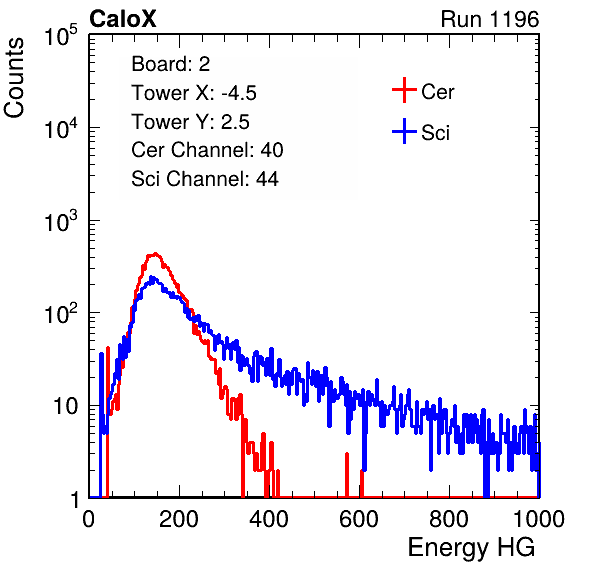 CaloX Run 1196
Counts
10^5
10^4
10^3
10^2
10
1
Board: 2
Tower X: -4.5
Tower Y: 2.5
Cer Channel: 40
Sci Channel: 44
Cer
Sci
0 200 400 600 800 1000
Energy HG